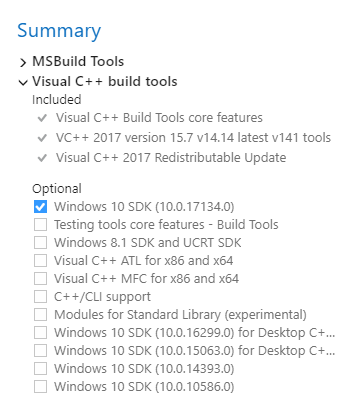 Summary
MSBuild Tools
Visual C++ build tools
Included
Visual C++ Build Tools core features
VC++ 2017 version 15.7 v14.14 latest v141 tools
Visual C++ 2017 Redistributable Update
Optional
Windows 10 SDK (10.0.17134.0)
Testing tools core features - Build Tools
Windows 8.1 SDK and UCRT SDK
Visual C++ ATL for x86 and x64
Visual C++ MFC for x86 and x64
C++/CLI support
Modules for Standard Library (experimental)
Windows 10 SDK (10.0.16299.0) for Desktop C+...
Windows 10 SDK (10.0.15063.0) for Desktop C+...
Windows 10 SDK (10.0.14393.0)
Windows 10 SDK (10.0.10586.0)